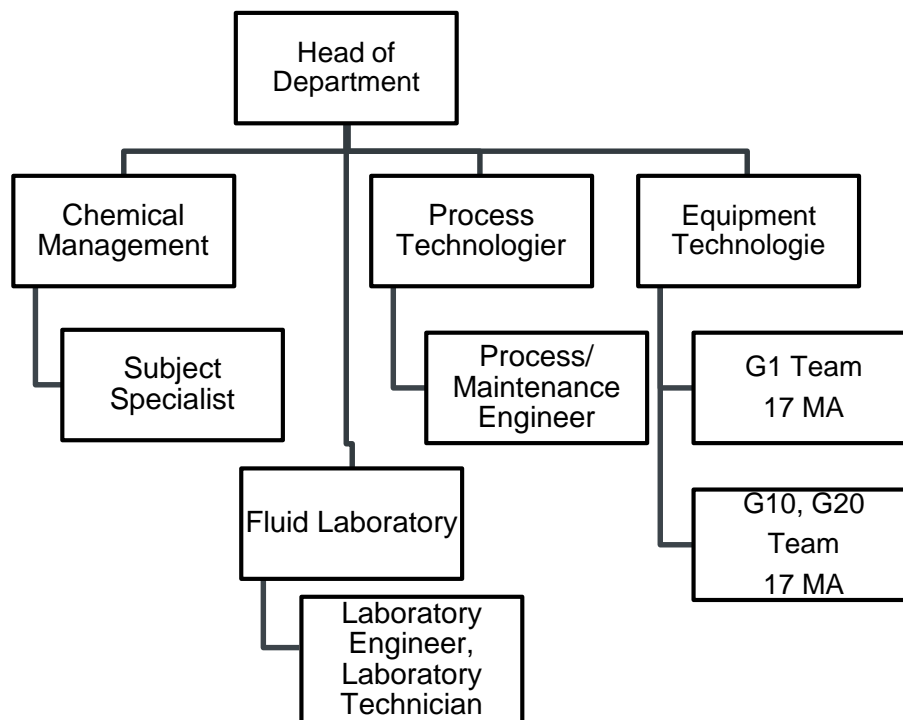 Head of
Department
Chemical
Management
Process
Technologier
Equipment
Technologie
Subject
Specialist
Process/
Maintenance
Engineer
G1 Team
17 MA
Fluid Laboratory
G10, G20
Team
17 MA
Laboratory
Engineer,
Laboratory
Technician